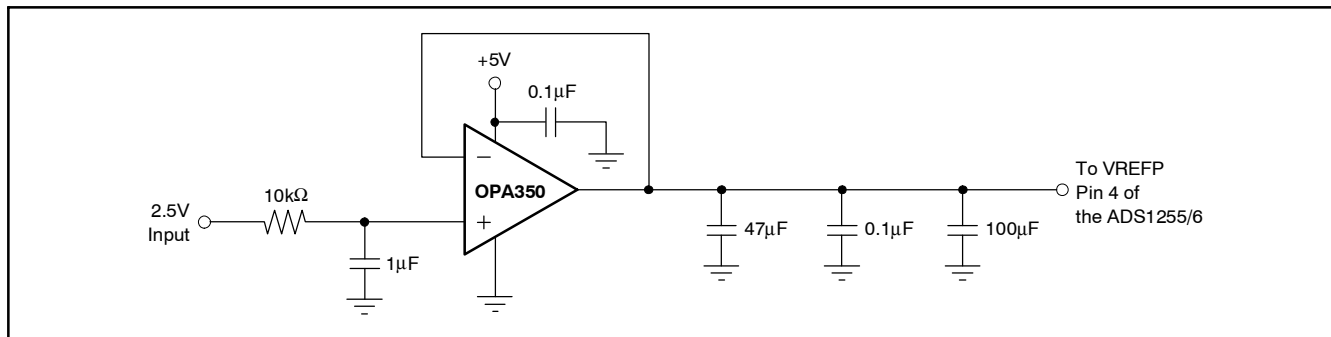 +5V
0.1µF
−
OPA350
+
10kΩ
2.5V
Input
1µF
47µF
0.1µF
100µF
To VREFP
Pin 4 of
the ADS1255/6